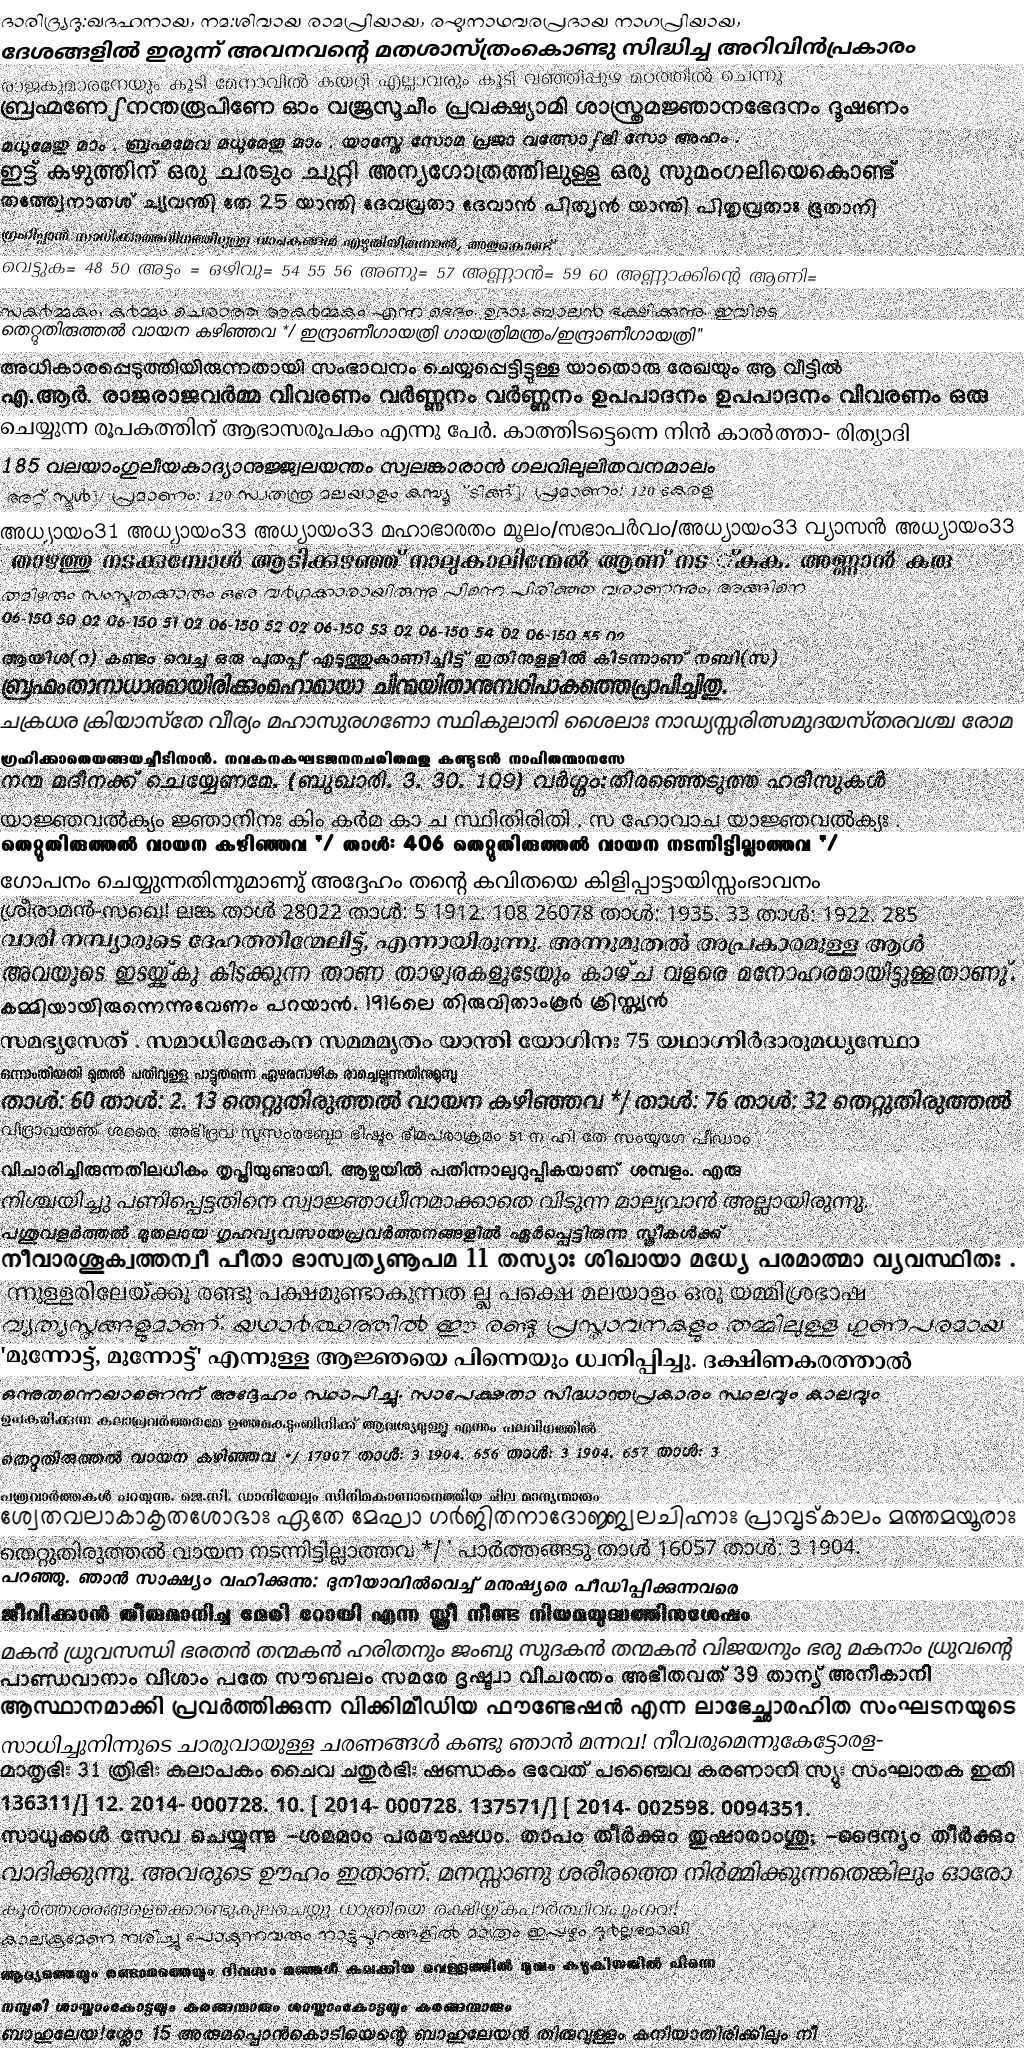 ദാരിദ്ര്യദുഃഖദഹനായ, നമഃശിവായ രാമപ്രിയായ, രഘുനാഥവരപ്രദായ നാഗപ്രിയായ,
ദേശങ്ങളിൽ ഇരുന്ന് അവനവന്റെ മതശാസ്ത്രംകൊണ്ടു സിദ്ധിച്ച അറിവിൻപ്രകാരം
രാജകുമാരനേയും കൂടി മേനാവിൽ കയറ്റി എല്ലാവരും കൂടി വഞ്ഞിപ്പുഴ മഠത്തിൽ ചെന്നു
ബ്രഹ്മണേഽനന്തരൂപിണേ ഓം വജ്രസൂചീം പ്രവക്ഷ്യാമി ശാസ്ത്രമജ്ഞാനഭേദനം ദൂഷണം
മധുമേതു മാം . ബ്രഹ്മമേവ മധുമേതു മാം . യാസ്തേ സോമ പ്രജാ വത്സോഽഭി സോ അഹം .
ഇട്ട് കഴുത്തിന് ഒരു ചരടും ചുറ്റി അന്യഗോത്രത്തിലുള്ള ഒരു സുമംഗലിയെകൊണ്ട്
തത്ത്വേനാതശ് ച്യവന്തി തേ 25 യാന്തി ദേവവ്രതാ ദേവാൻ പിതൄൻ യാന്തി പിതൃവ്രതാഃ ഭൂതാനി
വെട്ടുക= 48 50 അട്ടം = ഒഴിവു= 54 55 56 അണു= 57 അണ്ണാൻ= 59 60 അണ്ണാക്കിന്റെ ആണി=
സകർമ്മകം, കർമ്മം ചെരാത്തത അകർമ്മകം എന്ന ഭേദം. ഉദാഃ ബാലൻ ഭക്ഷിക്കുന്നു. ഇവിടെ
തെറ്റുതിരുത്തൽ വായന കഴിഞ്ഞവ */ ഇന്ദ്രാണീഗായത്രി ഗായത്രിമന്ത്രം/ഇന്ദ്രാണീഗായത്രി"
അധികാരപ്പെടുത്തിയിരുന്നതായി സംഭാവനം ചെയ്യപ്പെട്ടിട്ടുള്ള യാതൊരു രേഖയും ആ വീട്ടിൽ
എ.ആർ. രാജരാജവർമ്മ വിവരണം വർണ്ണനം വർണ്ണനം ഉപപാദനം ഉപപാദനം വിവരണം ഒരു
ചെയ്യുന്ന രൂപകത്തിന് ആഭാസരൂപകം എന്നു പേർ. കാത്തിടട്ടെന്നെ നിൻ കാൽത്താ- രിത്യാദി
185 വലയാംഗുലീയകാദ്യാനുജ്ജ്വലയന്തം സ്വലങ്കാരാൻ ഗലവിലുലിതവനമാലം
അറ്റ് സ്കൂൾ]/ (പ്രമാണം: 120 സ്വതന്ത്ര മലയാളം കമ്പ്യൂ ്ട്ടിങ്ങ്]/ (പ്രമാണം! 120 കേരള
അധ്യായം31 അധ്യായം33 അധ്യായം33 മഹാഭാരതം മൂലം/സഭാപർവം/അധ്യായം33 വ്യാസൻ അധ്യായം33
താഴത്തു നടക്കുമ്പോൾ ആടിക്കുഴഞ്ഞ് നാലുകാലിന്മേൽ ആണ് നട ്ക്കുക. അണ്ണാൻ കരു
തമിഴരും സംസ്കൃതക്കാരും ഒരേ വർഗ്ഗക്കാരായിരുന്നു പിന്നെ പിരിഞ്ഞു വരാണെന്നും, അങ്ങിനെ
06-150 50 02 06-150 51 02 06-150 52 02 06-150 53 02 06-150 54 02 06-150 55 02
ആയിശ(റ) കണ്ടം വെച്ച ഒരു പുതപ്പ് എടുത്തുകാണിച്ചിട്ട് ഇതിനുള്ളിൽ കിടന്നാണ് നബി(സ)
ബ്രഹ്മംതാനാധാരമായിരിക്കുംമഹാമായാ ചിന്മയിതാനുമ്പഠിപാകത്തെപ്രാപിച്ചിതു.
ചക്രധര ക്രിയാസ്തേ വീര്യം മഹാസുരഗണോ സ്ഥികുലാനി ശൈലാഃ നാഡ്യസ്സരിത്സമുദയസ്തരവശ്ച രോമ
ഗ്രഹിക്കാതെയങ്ങയച്ചീടിനാൻ. നവകനകഘടജനനചരിതമതു കണ്ടുടൻ നാപിതന്മാനസേ
നന്മ മദീനക്ക് ചെയ്യേണമേ. (ബുഖാരി. 3. 30. 109) വർഗ്ഗം:തിരഞ്ഞെടുത്ത ഹദീസുകൾ
യാജ്ഞവൽക്യം ജ്ഞാനിനഃ കിം കർമ കാ ച സ്ഥിതിരിതി . സ ഹോവാച യാജ്ഞവൽക്യഃ .
തെറ്റുതിരുത്തൽ വായന കഴിഞ്ഞവ */ താൾ: 406 തെറ്റുതിരുത്തൽ വായന നടന്നിട്ടില്ലാത്തവ */
ഗോപനം ചെയ്യുന്നതിന്നുമാണു് അദ്ദേഹം തന്റെ കവിതയെ കിളിപ്പാട്ടായിസ്സംഭാവനം
ശ്രീരാമൻ-സഖെ! ലങ്ക താൾ 28022 താൾ: 5 1912. 108 26078 താൾ: 1935. 33 താൾ: 1922. 285
വാരി നമ്പ്യാരുടെ ദേഹത്തിന്മേലിട്ട്, എന്നായിരുന്നു. അന്നുമുതൽ അപ്രകാരമുള്ള ആൾ
അവയുടെ ഇടയ്ക്കു കിടക്കുന്ന താണ താഴ്വരകളുടേയും കാഴ്ച വളരെ മനോഹരമായിട്ടുള്ളതാണു്.
കമ്മിയായിരുന്നെന്നുവേണം പറയാൻ. 1916ലെ തിരുവിതാംകൂർ ക്രിസ്ത്യൻ
സമഭ്യസേത് . സമാധിമേകേന സമമമൃതം യാന്തി യോഗിനഃ 75 യഥാഗ്നിർദാരുമധ്യസ്ഥോ
ഒന്നാംതിയതി മുതൽ പതിവുള്ള പാട്ടുതന്നെ ഏഴരനാഴിക രാച്ചെല്ലുന്നതിനുമുമ്പു
താൾ: 60 താൾ: 2. 13 തെറ്റുതിരുത്തൽ വായന കഴിഞ്ഞവ */ താൾ: 76 താൾ: 32 തെറ്റുതിരുത്തൽ
വിദ്രാവ്യയഞ് ശരൈഃ അഭിദ്രവ സുസംരബ്ധോ ഭീഷ്മം ഭീമപരാക്രമം 51 ന ഹി തേ സംയുഗേ പീഡാം
വിചാരിച്ചിരുന്നതിലധികം തൃപ്തിയുണ്ടായി. ആഴ്ചയിൽ പതിന്നാലുറുപ്പികയാണ് ശമ്പളം. എരു
നിശ്ചയിച്ചു പണിപ്പെട്ടതിനെ സ്വാജ്ഞാധീനമാക്കാതെ വിടുന്ന മാല്യവാൻ അല്ലായിരുന്നു.
പശുവളർത്തൽ മുതലായ ഗൃഹവ്യവസായപ്രവർത്തനങ്ങളിൽ ഏർപ്പെട്ടിരുന്ന സ്ത്രീകൾക്ക്
നീവാരശൂകവത്തന്വീ പീതാ ഭാസ്വത്യണൂപമ 11 തസ്യാഃ ശിഖായാ മധ്യേ പരമാത്മാ വ്യവസ്ഥിതഃ .
ന്നുള്ളരിലേയ്ക്കൂ രണ്ടു പക്ഷമുണ്ടാകുന്നത ല്ല പക്ഷെ മലയാളം ഒരു യമ്മിശ്രഭാഷ
വ്യത്യസ്തങ്ങളുമാണ്. യഥാർത്ഥത്തിൽ ഈ രണ്ടു പ്രസ്താവനകളും തമ്മിലുള്ള ഗുണപരമായ
'മുന്നോട്ട്, മുന്നോട്ട്' എന്നുള്ള ആജ്ഞയെ പിന്നെയും ധ്വനിപ്പിച്ചു. ദക്ഷിണകരത്താൽ
ഒന്നുതന്നെയാണെന്ന് അദ്ദേഹം സ്ഥാപിച്ചു. സാപേക്ഷതാ സിദ്ധാന്തപ്രകാരം സ്ഥലവും കാലവും
ഉപകരിക്കുന്ന കലാപ്രവർത്തനമേ ഉത്തമകുടുംബിനിക്ക് ആവശ്യമുള്ളൂ എന്നും പലവിധത്തിൽ
തെറ്റുതിരുത്തൽ വായന കഴിഞ്ഞവ */ 17007 താൾ: 3 1904. 656 താൾ: 3 1904. 657 താൾ: 3
പത്രവാർത്തകൾ പറയുന്നു. ജെ.സി. ഡാനിയേലും സിനിമകാണാനെത്തിയ ചില മാന്യന്മാരും
ശ്വേതവലാകാകൃതശോഭാഃ ഏതേ മേഘാ ഗർജിതനാദോജ്ജ്വലചിഹ്നാഃ പ്രാവൃട്കാലം മത്തമയൂരാഃ
തെറ്റുതിരുത്തൽ വായന നടന്നിട്ടില്ലാത്തവ */ ' പാർത്തങ്ങടു താൾ 16057 താൾ: 3 1904.
പറഞ്ഞു. ഞാൻ സാക്ഷ്യം വഹിക്കുന്നു: ദുനിയാവിൽവെച്ച് മനുഷ്യരെ പീഡിപ്പിക്കുന്നവരെ
ജീവിക്കാൻ തീരുമാനിച്ച മേരി റോയി എന്ന സ്ത്രീ നീണ്ട നിയമയുദ്ധത്തിനുശേഷം
മകൻ ധ്രുവസന്ധി ഭരതൻ തന്മകൻ ഹരിതനും ജംബു സുദകൻ തന്മകൻ വിജയനും ഭരു മകനാം ധ്രുവന്റെ
പാണ്ഡവാനാം വിശാം പതേ സൗബലം സമരേ ദൃഷ്ട്വാ വിചരന്തം അഭീതവത് 39 താന്യ് അനീകാനി
ആസ്ഥാനമാക്കി പ്രവർത്തിക്കുന്ന വിക്കിമീഡിയ ഫൗണ്ടേഷൻ എന്ന ലാഭേച്ഛാരഹിത സംഘടനയുടെ
സാധിച്ചുനിന്നുടെ ചാരുവായുള്ള ചരണങ്ങൾ കണ്ടു ഞാൻ മന്നവ! നീവരുമെന്നുകേട്ടോരള-
മാതൃഭിഃ 31 ത്രിഭിഃ കലാപകം ചൈവ ചതുർഭിഃ ഷണ്ഡകം ഭവേത് പഞ്ചൈവ കരണാനി സ്യുഃ സംഘാതക ഇതി
136311/] 12. 2014- 000728. 10. [ 2014- 000728. 137571/] [ 2014- 002598. 0094351.
സാധുക്കൾ സേവ ചെയ്യുന്നു -ശമമാം പരമൗഷധം. താപം തീർക്കും തുഷാരാംശു; -ദൈന്യം തീർക്കും
വാദിക്കുന്നു. അവരുടെ ഊഹം ഇതാണ്. മനസ്സാണു ശരീരത്തെ നിർമ്മിക്കുന്നതെങ്കിലും ഓരോ
കൂർത്തശരങ്ങളെക്കൊണ്ടുകുലചെയ്തു ധാത്രിയെ രക്ഷിയ്ക്കപാർത്ഥിവപുംഗവ!
കാലക്രമേണ നശിച്ചു പോകുന്നവരും നാട്ടുപുറങ്ങളിൽ മാത്രം ഇപ്പഴും ദുർല്ലഭമായി
ആദ്യത്തെയും രണ്ടാമത്തെയും ദിവസം മഞ്ഞൾ കലക്കിയ വെള്ളത്തിൽ മുഖം കഴുകിയതിൽ പിന്നെ
നമ്പൂരി ശാസ്താംകോട്ടയും കുരങ്ങന്മാരും ശാസ്താംകോട്ടയും കുരങ്ങന്മാരും
ബാഹുലേയ!ശ്ലോ 15 അരുമപ്പൊൻകൊടിയെന്റെ ബാഹുലേയൻ തിരുവുള്ളം കനിയാതിരിക്കിലും നീ